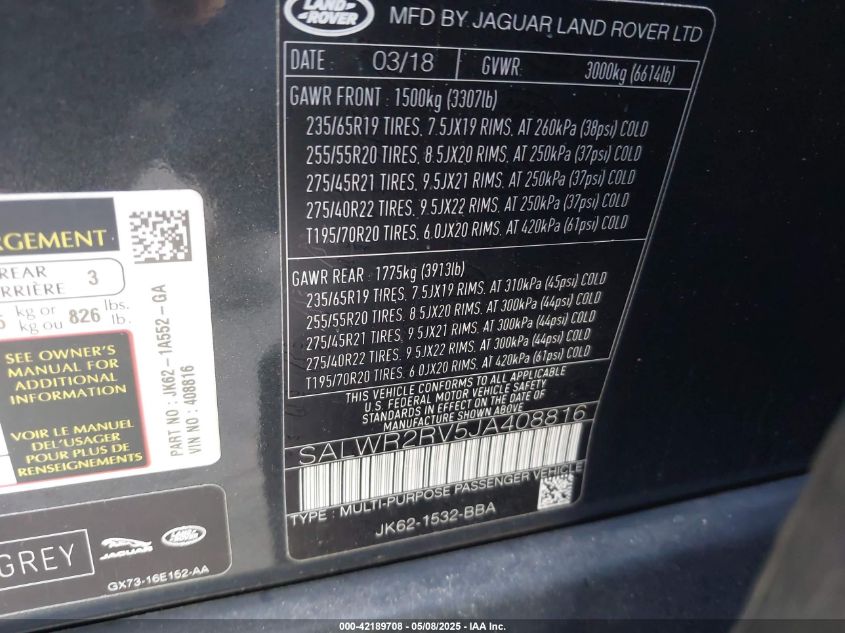 LAND ROVER
MFD BY JAGUAR LAND ROVER LTD
DATE : 03/18 GVWR: 3000kg (6614lb)
GAWR FRONT : 1500kg (3307lb)
235/65R19 TIRES, 7.5JX19 RIMS, AT 260kPa (38psi) COLD
255/55R20 TIRES, 8.5JX20 RIMS, AT 250kPa (37psi) COLD
275/45R21 TIRES, 9.5JX21 RIMS, AT 250kPa (37psi) COLD
275/40R22 TIRES, 9.5JX22 RIMS, AT 250kPa (37psi) COLD
T195/70R20 TIRES, 6.0JX20 RIMS, AT 420kPa (61psi) COLD
GAWR REAR : 1775kg (3913lb)
235/65R19 TIRES, 7.5JX19 RIMS, AT 310kPa (45psi) COLD
255/55R20 TIRES, 8.5JX20 RIMS, AT 300kPa (44psi) COLD
275/45R21 TIRES, 9.5JX21 RIMS, AT 300kPa (44psi) COLD
275/40R22 TIRES, 9.5JX22 RIMS, AT 300kPa (44psi) COLD
T195/70R20 TIRES, 6.0JX20 RIMS, AT 420kPa (61psi) COLD
THIS VEHICLE CONFORMS TO ALL APPLICABLE
U.S. FEDERAL MOTOR VEHICLE SAFETY
STANDARDS IN EFFECT ON THE DATE OF
MANUFACTURE SHOWN ABOVE
SALWR2RV5JA408816
TYPE : MULTI-PURPOSE PASSENGER VEHICLE
JK62-1532-BBA
RGEMENT
REAR 3
RRIÈRE
5 kg or 826 lbs.
kg ou lb.
SEE OWNER'S
MANUAL FOR
ADDITIONAL
INFORMATION
VOIR LE MANUEL
DEL'USAGER
POUR PLUS DE
RENSEIGNEMENTS
PART NO : JK62-1A552-GA
VIN NO : 408816
GREY
JAGUAR
LAND ROVER
GX73-16E152-AA
000-42189708 - 05/08/2025 - IAA Inc.